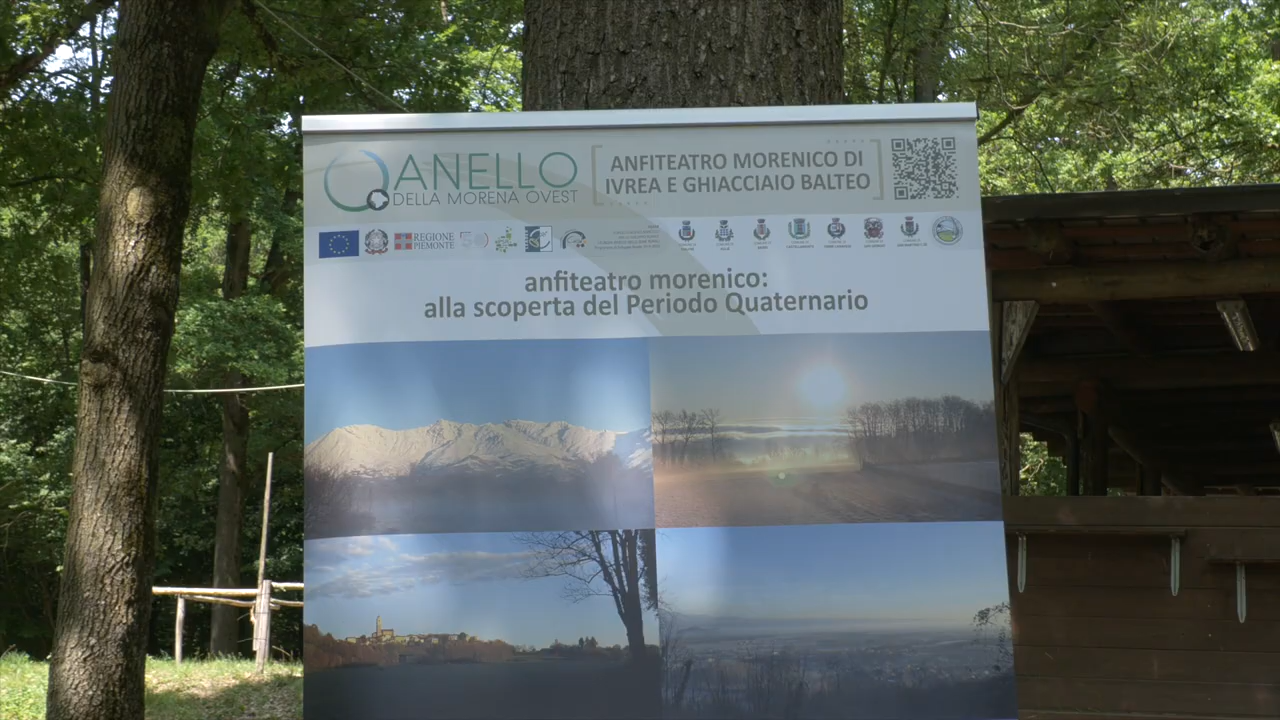 ANELLO
DELLA MORENA OVEST
ANFITEATRO MORENICO DI
IVREA E GHIACCIAIO BALTEO
REGIONE
PIEMONTE
anfiteatro morenico:
alla scoperta del Periodo Quaternario